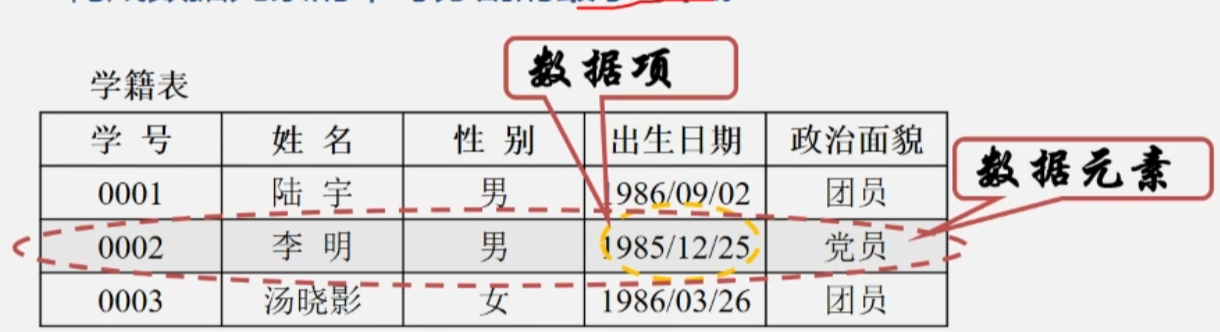 数据项
学籍表
学 号 姓 名 性 别 出生日期 政治面貌
数据元素
0001 陆 宇 男 1986/09/02 团员
0002 李 明 男 1985/12/25 党员
0003 汤晓影 女 1986/03/26 团员